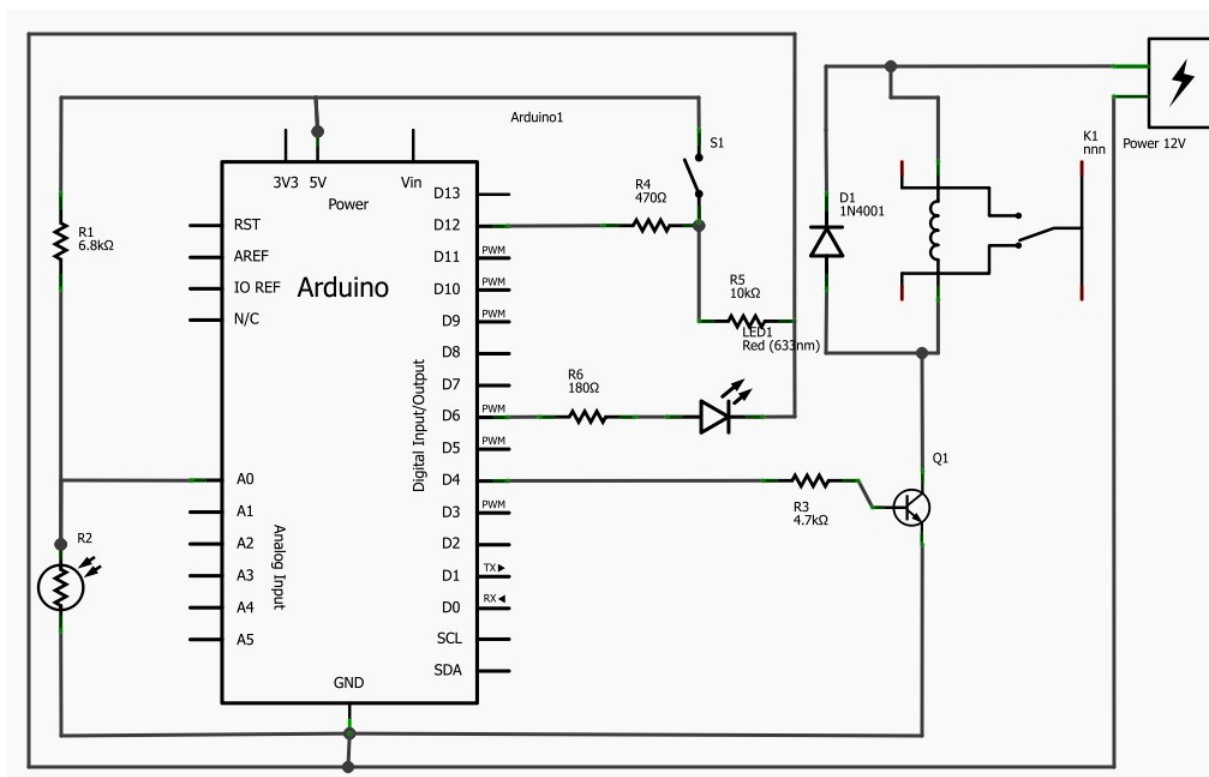 Arduino1
S1
K1
nnn
Power 12V
3V3
5V
Vin
Power
D13
R4
470Ω
D1
1N4001
R1
6.8kΩ
RST
D12
AREF
D11
PWM
IO REF
Arduino
D10
PWM
R5
10kΩ
N/C
D9
PWM
LED1
Red (633nm)
D8
D7
R6
180Ω
D6
PWM
Digital Input/Output
D5
PWM
Q1
A0
D4
R3
4.7kΩ
A1
D3
PWM
R2
A2
D2
Analog Input
A3
D1
TX▶
A4
D0
RX◀
A5
SCL
SDA
GND